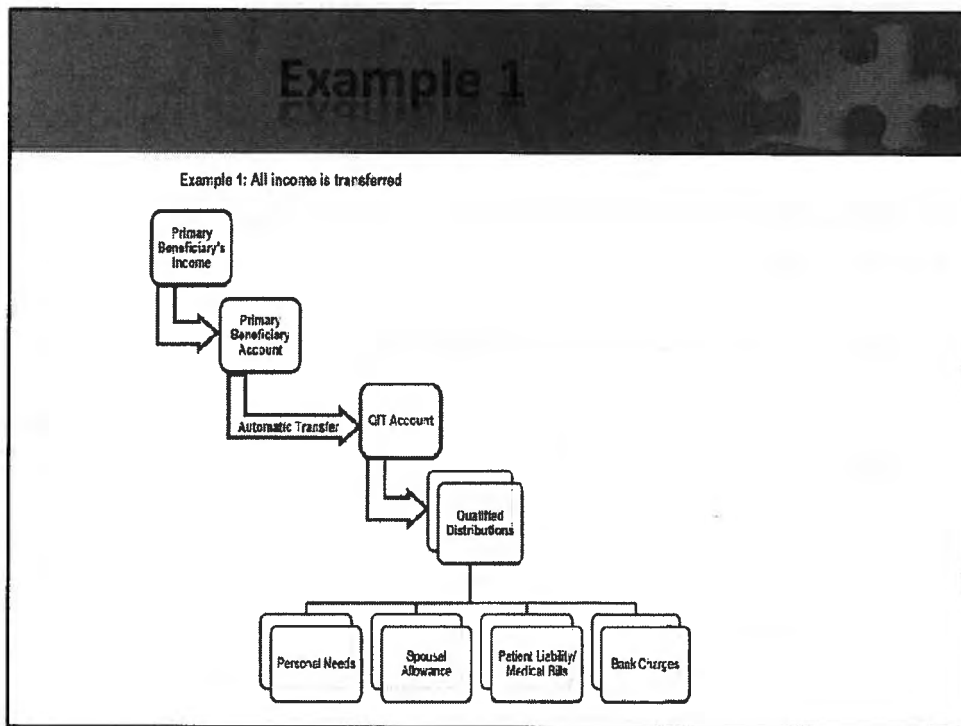 Example 1
Example 1: All income is transferred
Primary
Beneficiary's
Income
Primary
Beneficiary
Account
Automatic Transfer
QIT Account
Qualified
Distributions
Personal Needs
Spousal
Allowance
Patient Liability/
Medical Bills
Bank Charges